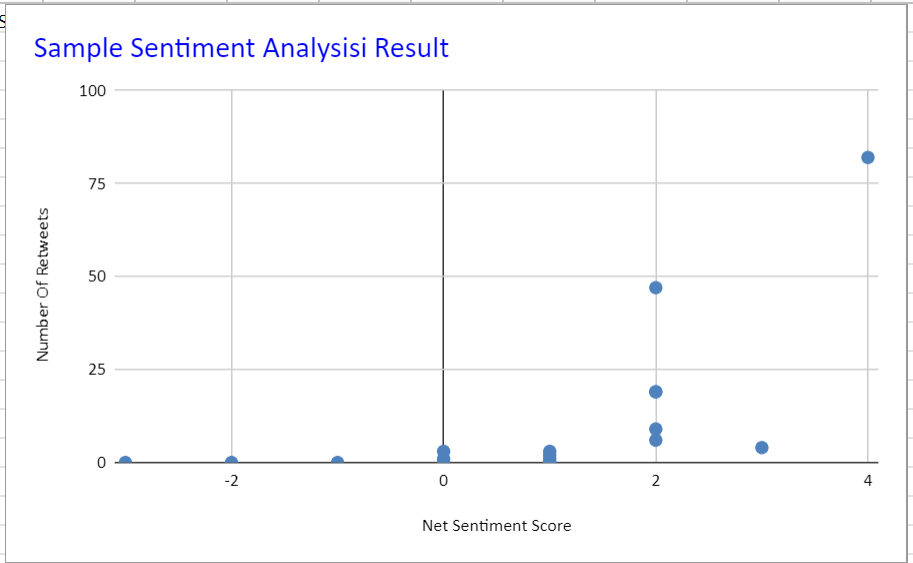 S
Sample Sentiment Analysisi Result
100
75
50
25
0
Number Of Retweets
-2 0 2 4
Net Sentiment Score